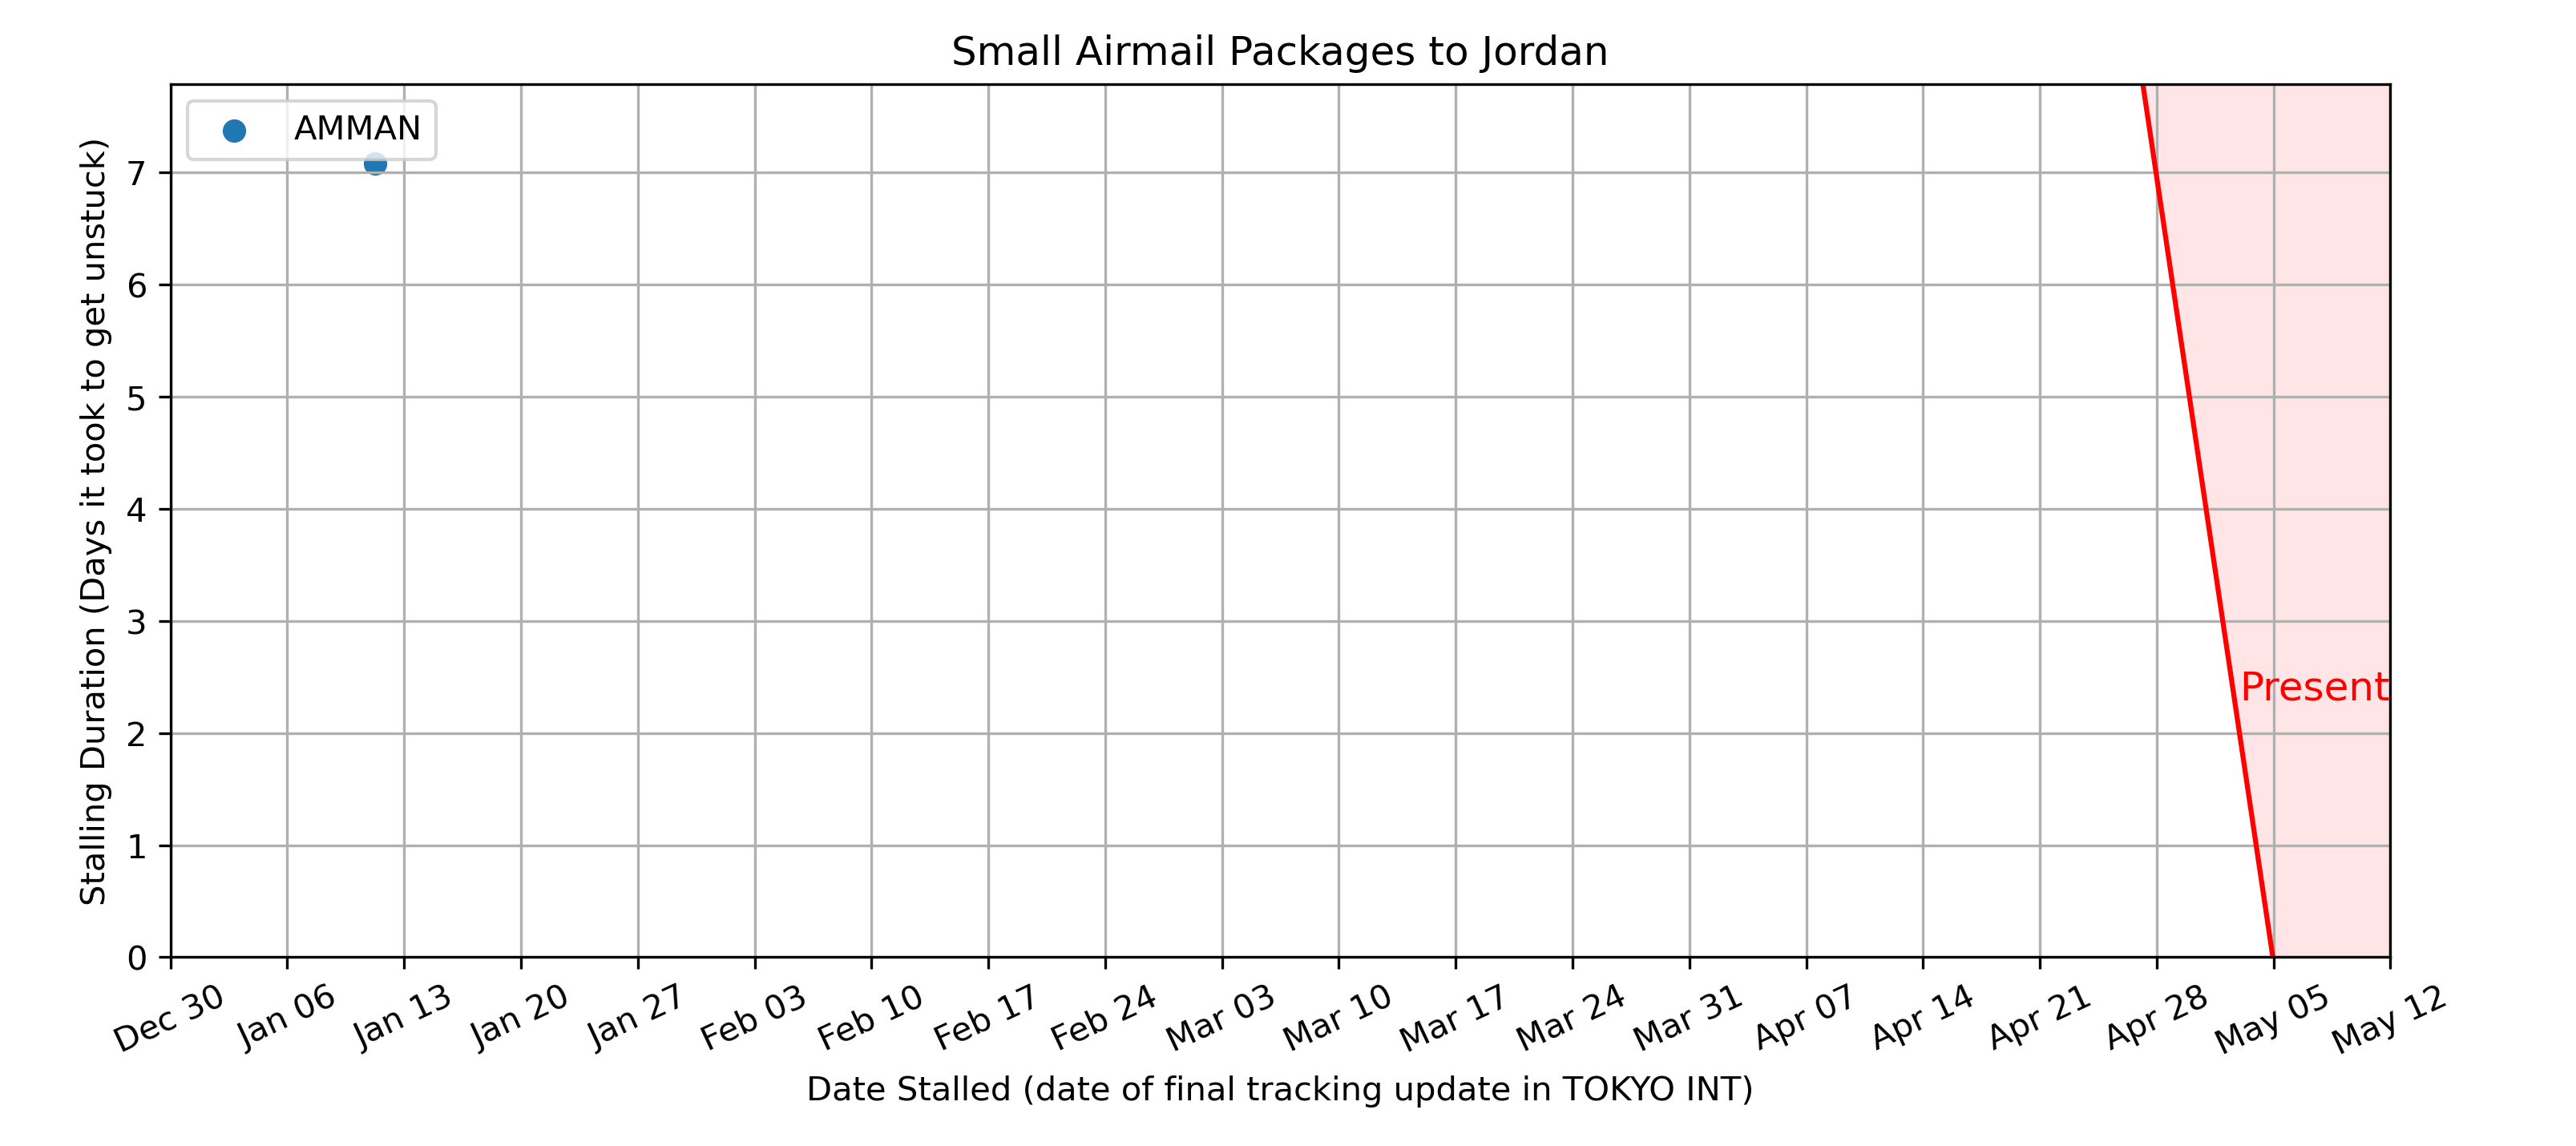 Small Airmail Packages to Jordan
AMMAN
Stalling Duration (Days it took to get unstuck)
7
6
5
4
3
2
1
0
Present
Dec 30
Jan 06
Jan 13
Jan 20
Jan 27
Feb 03
Feb 10
Feb 17
Feb 24
Mar 03
Mar 10
Mar 17
Mar 24
Mar 31
Apr 07
Apr 14
Apr 21
Apr 28
May 05
May 12
Date Stalled (date of final tracking update in TOKYO INT)